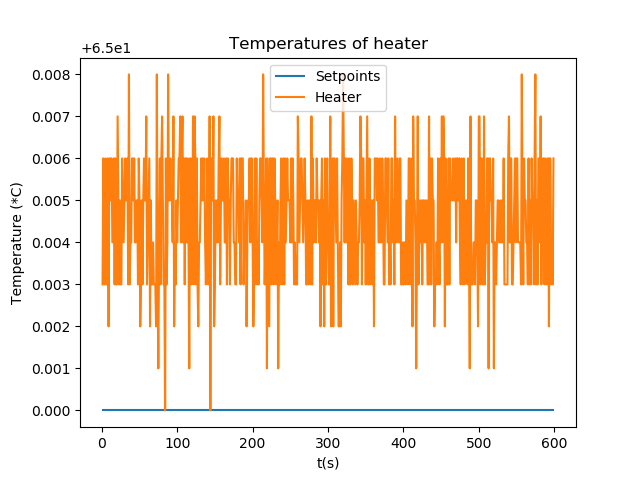 Temperatures of heater
+6.5e1
Setpoints
Heater
Temperature (*C)
0.008
0.007
0.006
0.005
0.004
0.003
0.002
0.001
0.000
0 100 200 300 400 500 600
t(s)